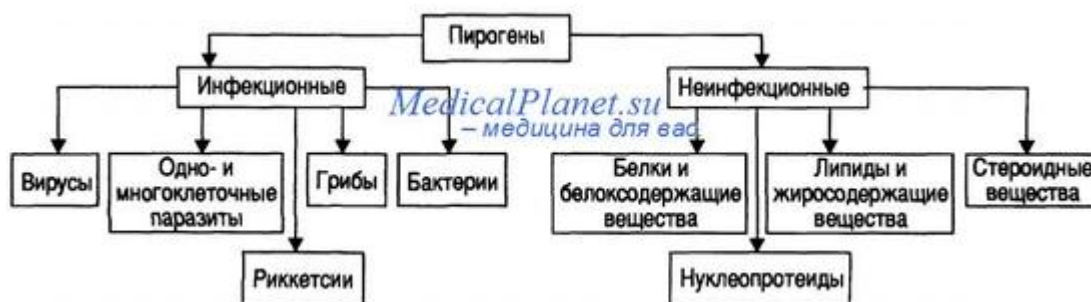 Пирогены
Инфекционные
Неинфекционные
MedicalPlanet.su
– медицина для вас.
Вирусы
Одно- и
многоклеточные
паразиты
Грибы
Бактерии
Белки и
белоксодержащие
вещества
Липиды и
жиросодержащие
вещества
Стероидные
вещества
Риккетсии
Нуклеопротеиды